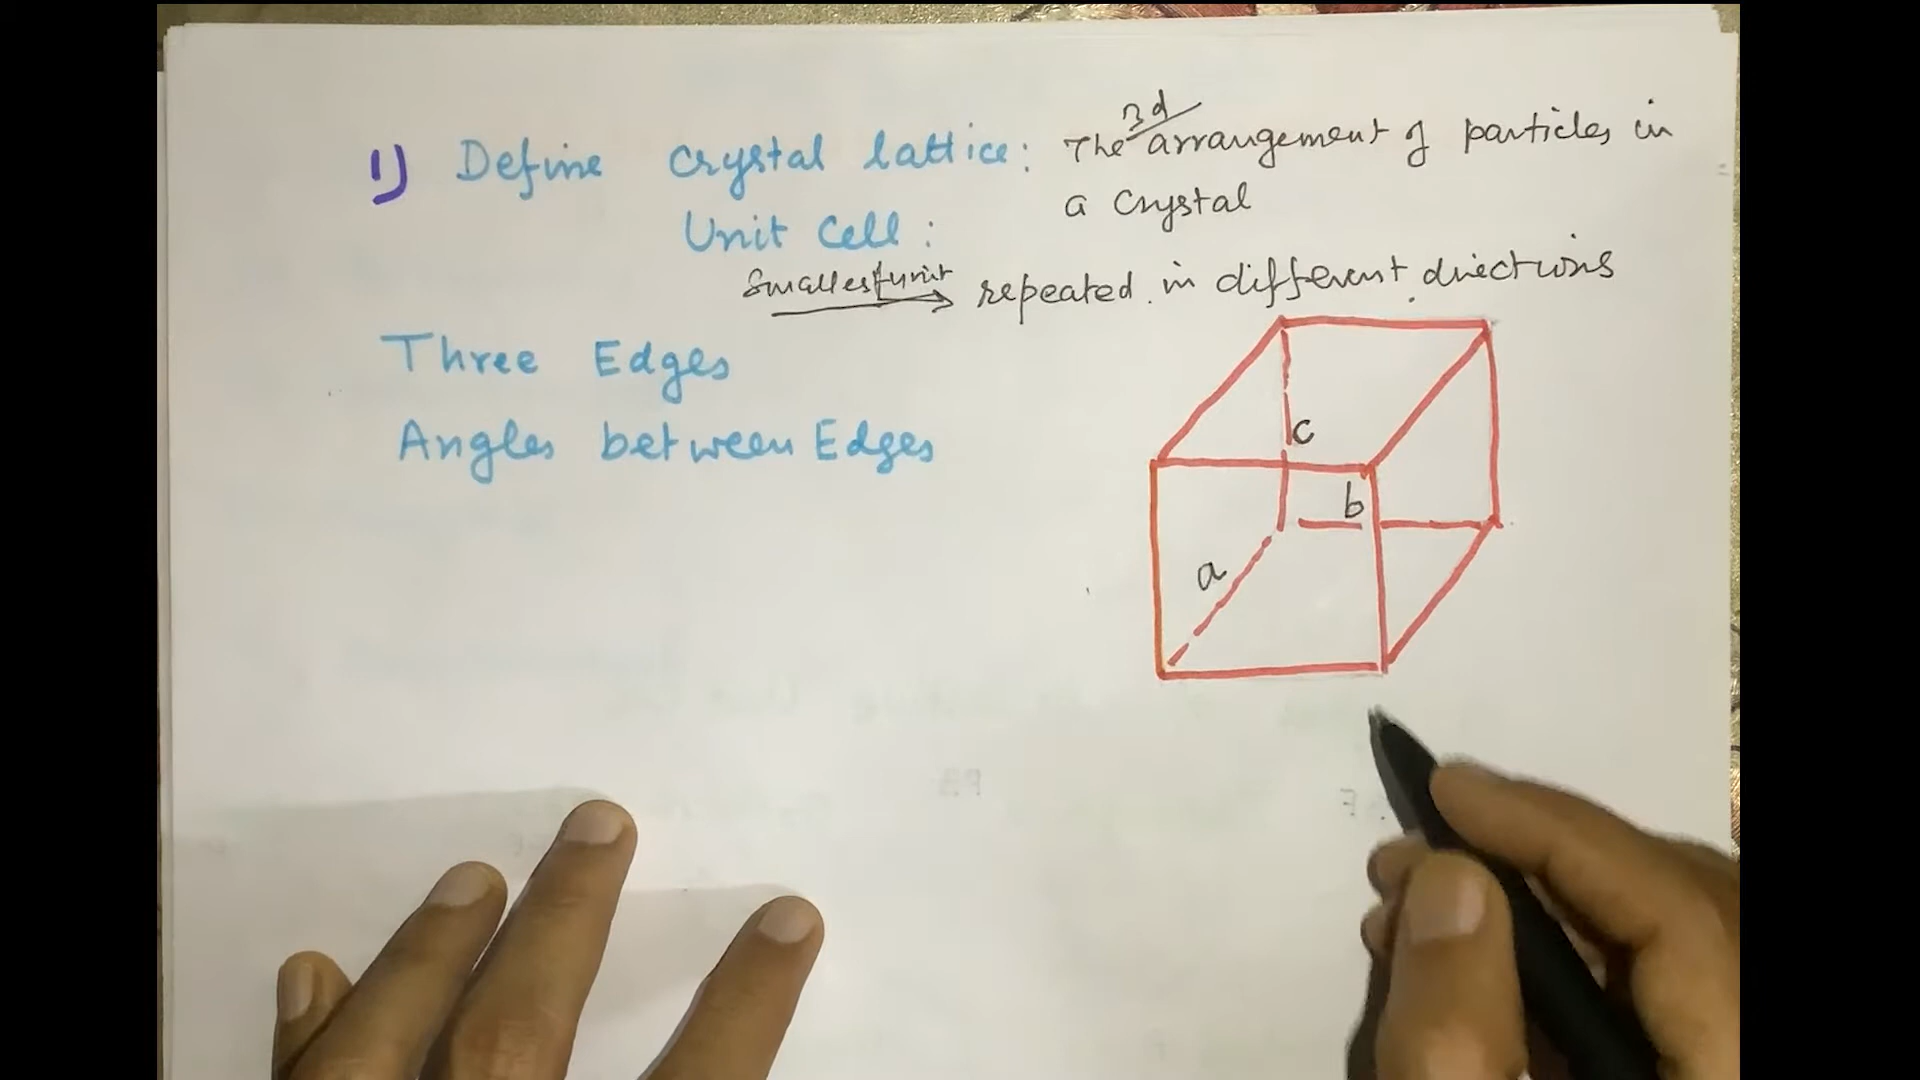 1) Define Crystal lattice: The 3d arrangement of particles in
a Crystal
Unit Cell:
Smallest unit repeated in different directions
Three Edges
Angles between Edges
c
b
a